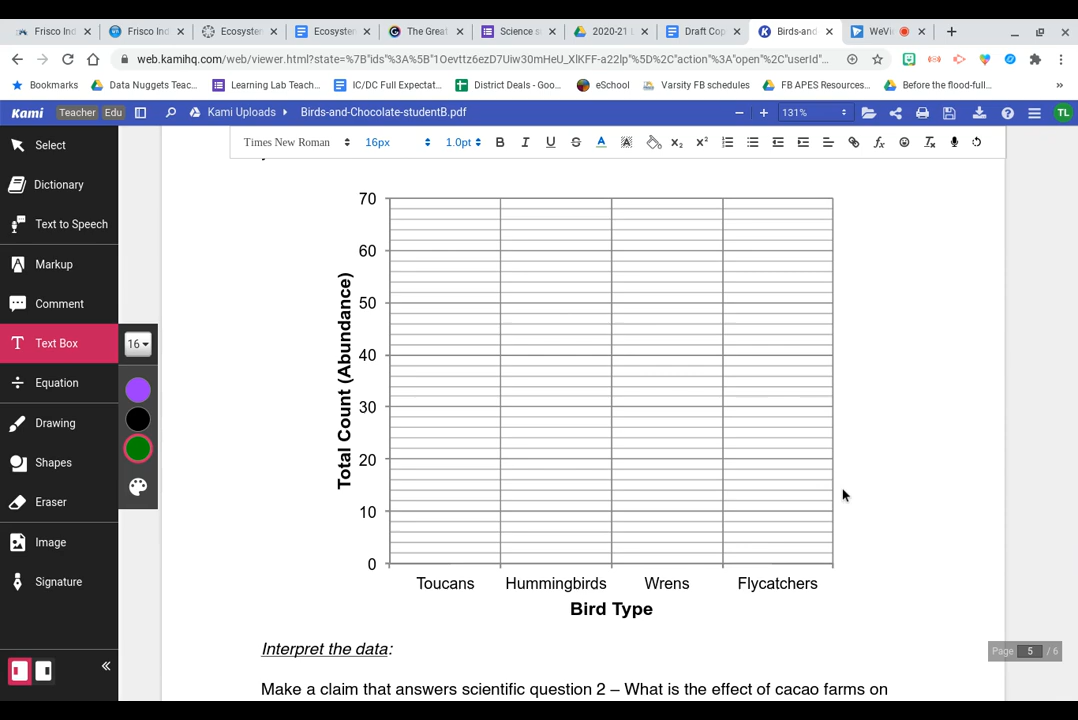 Frisco Ind
Frisco Ind
Ecosystem
Ecosystem
The Great
Science s
2020-21 L
Draft Cop
Birds-and
WeVi
web.kamihq.com/web/viewer.html?state=%7B"ids"%3A%5B"1Oevttz6ezD7Uiw30mHeU_XlKFF-a22lp"%5D%2C"action"%3A"open"%2C"userId"...
Bookmarks
Data Nuggets Teac...
Learning Lab Teach...
IC/DC Full Expectat...
District Deals - Goo...
eSchool
Varsity FB schedules
FB APES Resources...
Before the flood-full...
»
Kami
Teacher
Edu
Kami Uploads
Birds-and-Chocolate-studentB.pdf
131%
TL
Times New Roman
16px
1.0pt
B
I
U
S
A
Select
Dictionary
Text to Speech
Markup
Comment
Text Box
Equation
Drawing
Shapes
Eraser
Image
Signature
16
70
60
50
40
30
20
10
0
Total Count (Abundance)
Toucans
Hummingbirds
Wrens
Flycatchers
Bird Type
Page 5 / 6
Interpret the data:
Make a claim that answers scientific question 2 – What is the effect of cacao farms on